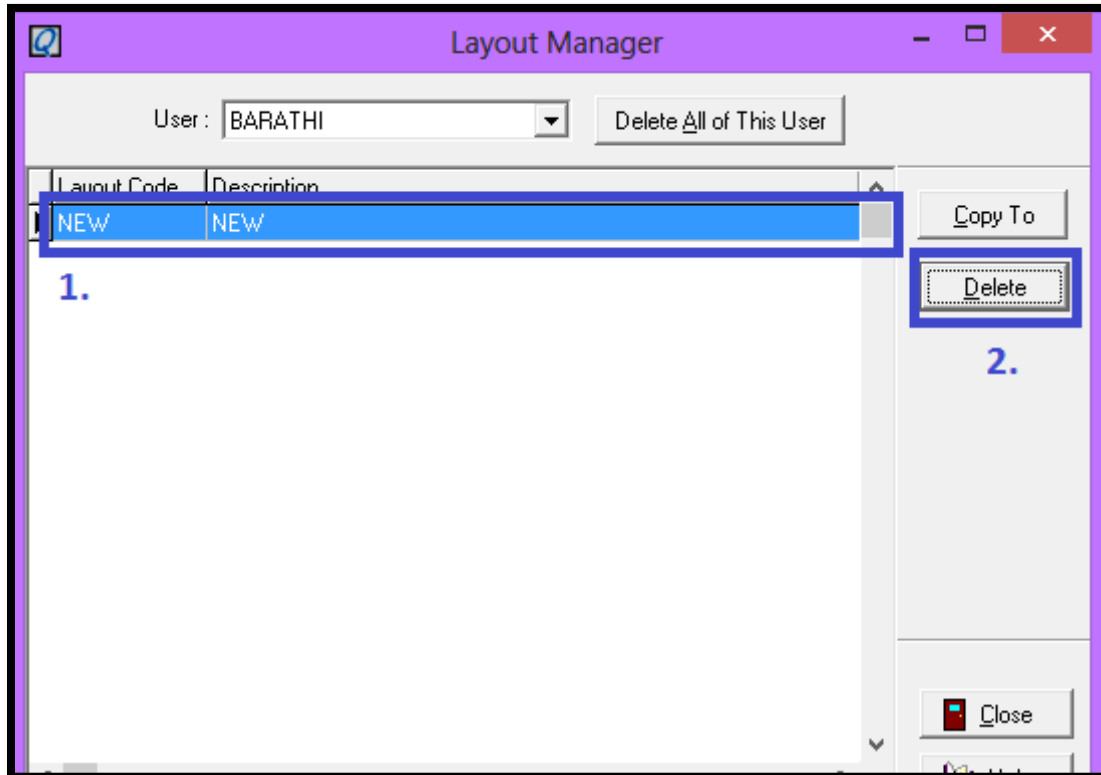 Layout Manager
User : BARATHI
Delete All of This User
Layout Code Description
NEW NEW
1.
Copy To
Delete
2.
Close